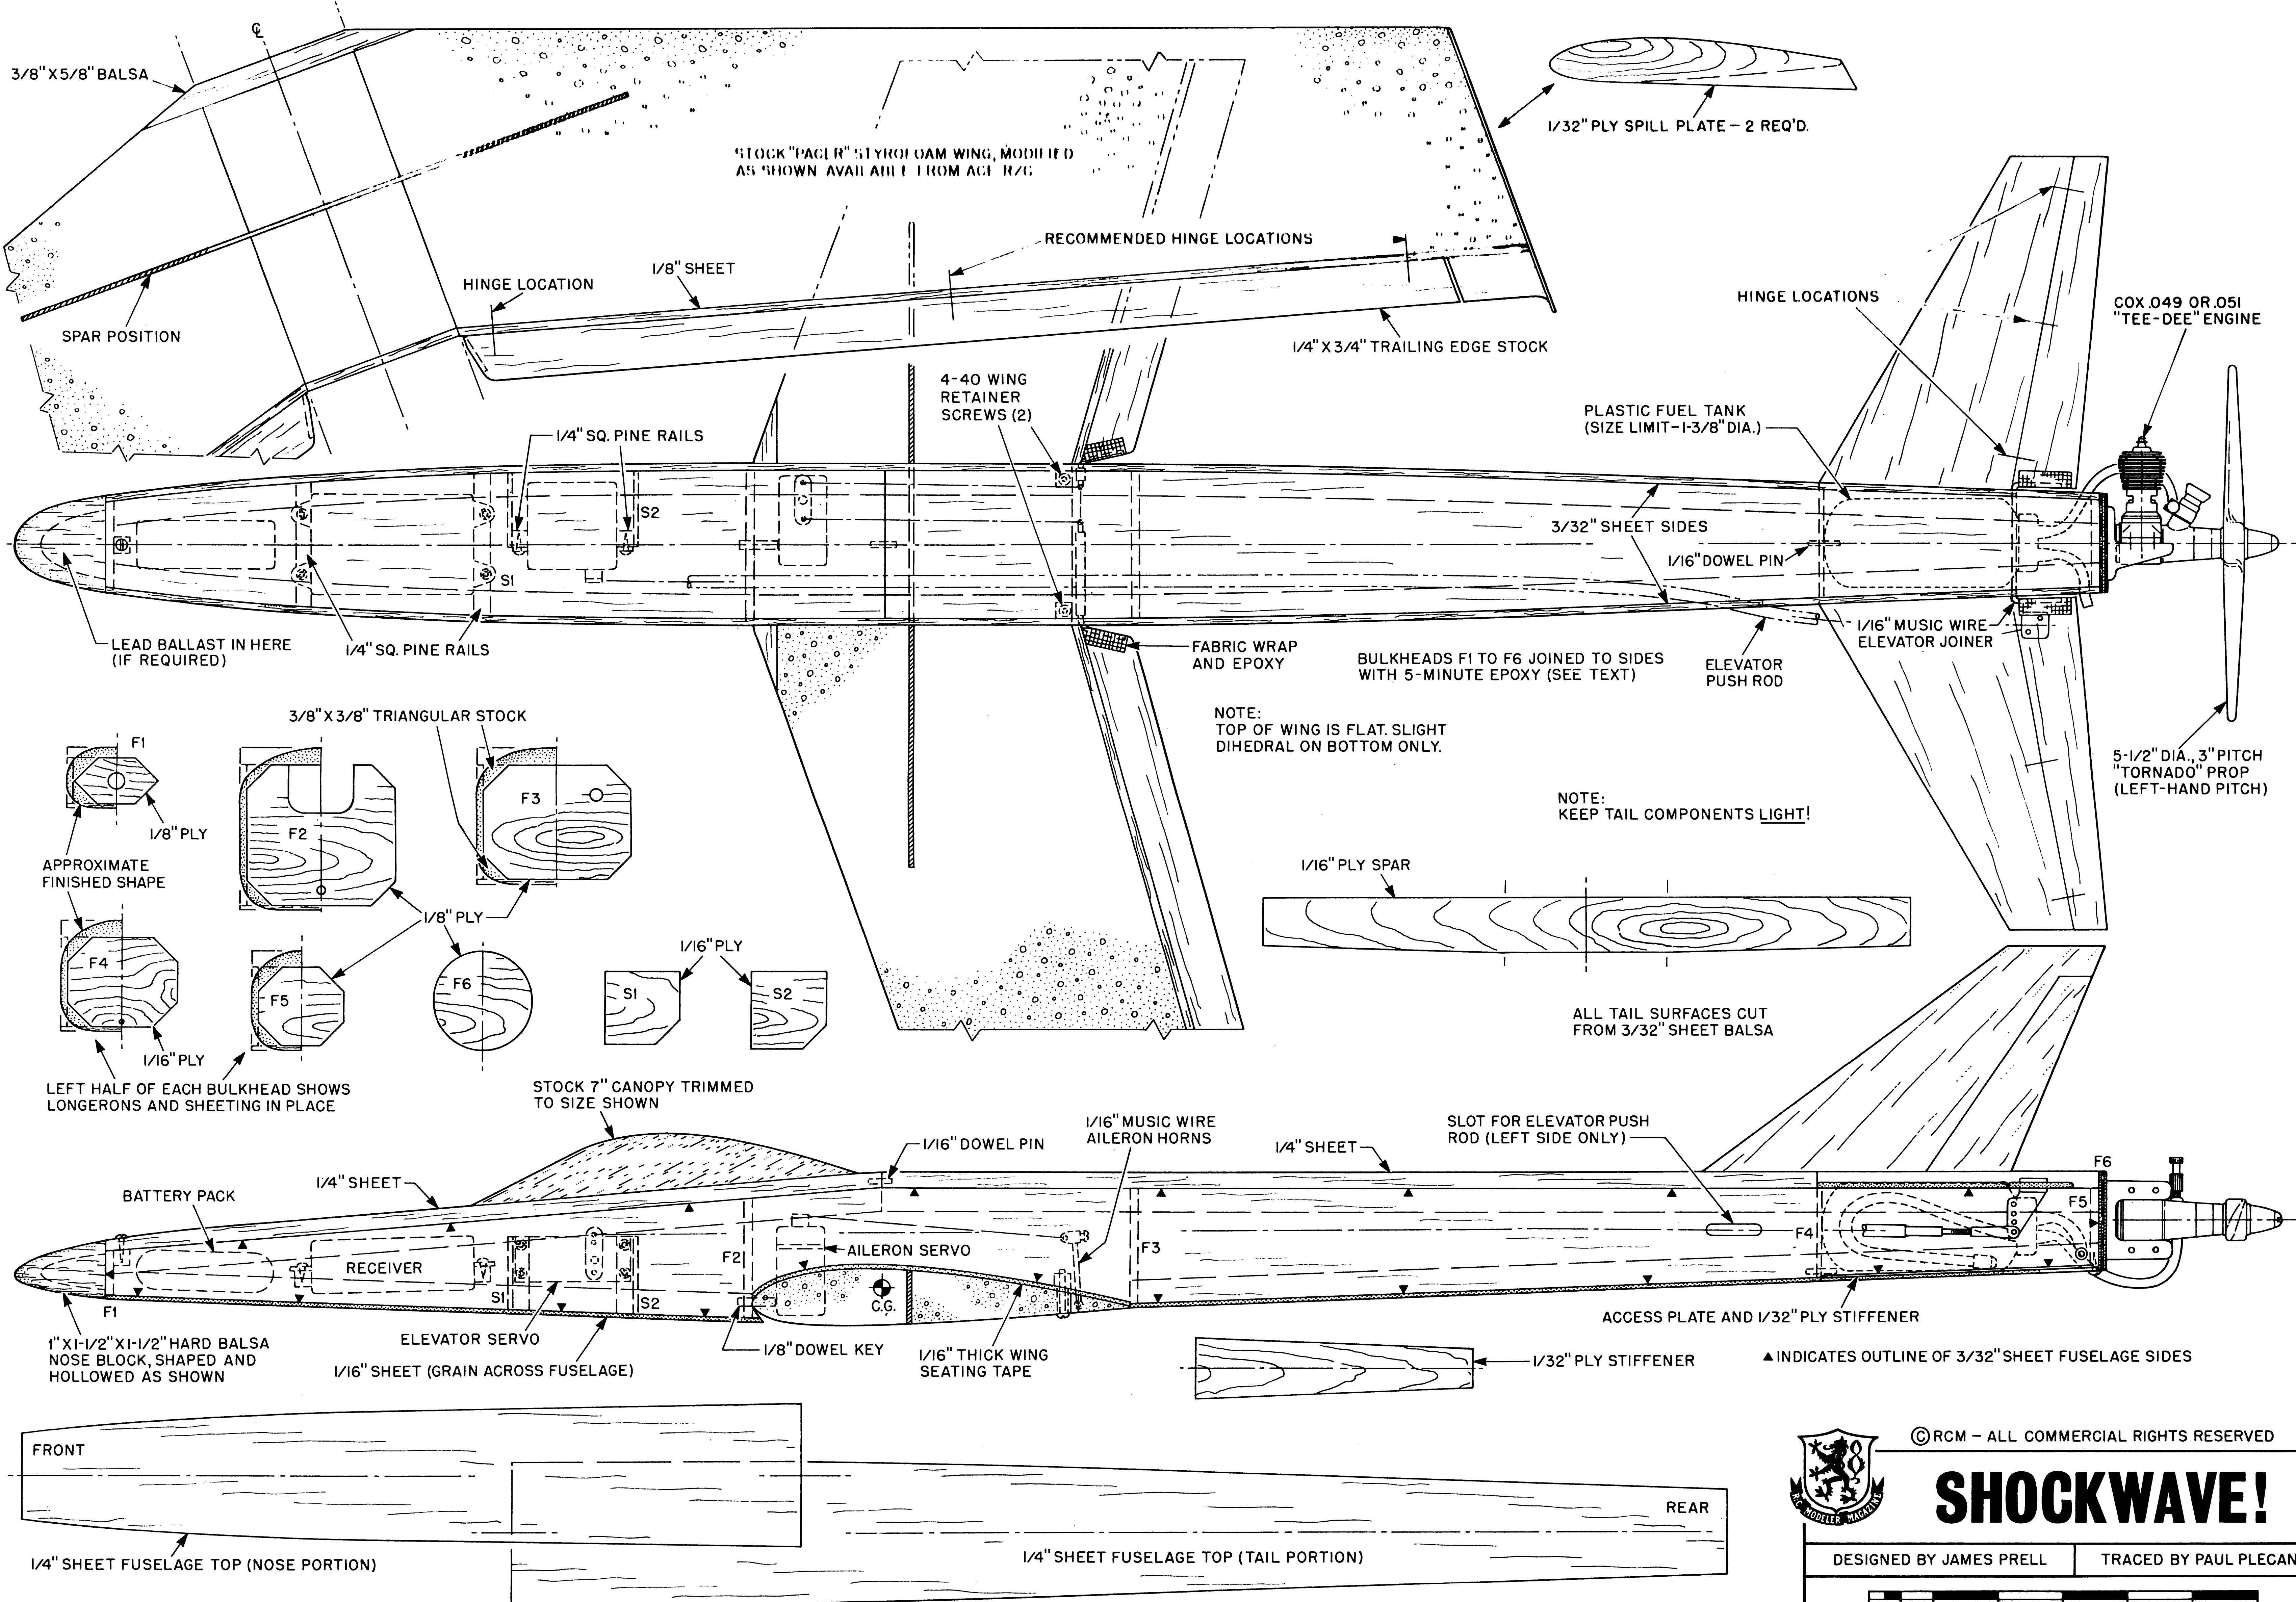 ℄
3/8" X 5/8" BALSA
1/32" PLY SPILL PLATE – 2 REQ'D.
STOCK "PACER" STYROFOAM WING, MODIFIED
AS SHOWN AVAILABLE FROM ACE R/C
RECOMMENDED HINGE LOCATIONS
1/8" SHEET
HINGE LOCATION
SPAR POSITION
1/4" X 3/4" TRAILING EDGE STOCK
HINGE LOCATIONS
COX .049 OR .051
"TEE-DEE" ENGINE
4-40 WING
RETAINER
SCREWS (2)
1/4" SQ. PINE RAILS
PLASTIC FUEL TANK
(SIZE LIMIT–1-3/8" DIA.)
S2
3/32" SHEET SIDES
1/16" DOWEL PIN
S1
LEAD BALLAST IN HERE
(IF REQUIRED)
1/4" SQ. PINE RAILS
FABRIC WRAP
AND EPOXY
BULKHEADS F1 TO F6 JOINED TO SIDES
WITH 5-MINUTE EPOXY (SEE TEXT)
ELEVATOR
PUSH ROD
1/16" MUSIC WIRE
ELEVATOR JOINER
3/8" X 3/8" TRIANGULAR STOCK
NOTE:
TOP OF WING IS FLAT. SLIGHT
DIHEDRAL ON BOTTOM ONLY.
5-1/2" DIA., 3" PITCH
"TORNADO" PROP
(LEFT-HAND PITCH)
F1
F2
F3
1/8" PLY
NOTE:
KEEP TAIL COMPONENTS LIGHT!
APPROXIMATE
FINISHED SHAPE
1/16" PLY SPAR
1/8" PLY
1/16" PLY
F4
F5
F6
S1
S2
1/16" PLY
ALL TAIL SURFACES CUT
FROM 3/32" SHEET BALSA
LEFT HALF OF EACH BULKHEAD SHOWS
LONGERONS AND SHEETING IN PLACE
STOCK 7" CANOPY TRIMMED
TO SIZE SHOWN
1/16" DOWEL PIN
1/16" MUSIC WIRE
AILERON HORNS
1/4" SHEET
SLOT FOR ELEVATOR PUSH
ROD (LEFT SIDE ONLY)
F6
BATTERY PACK
1/4" SHEET
F5
F4
F2
AILERON SERVO
F3
RECEIVER
C.G.
F1
S1
S2
ELEVATOR SERVO
1/8" DOWEL KEY
1/16" THICK WING
SEATING TAPE
ACCESS PLATE AND 1/32" PLY STIFFENER
1" X 1-1/2" X 1-1/2" HARD BALSA
NOSE BLOCK, SHAPED AND
HOLLOWED AS SHOWN
1/16" SHEET (GRAIN ACROSS FUSELAGE)
1/32" PLY STIFFENER
▲ INDICATES OUTLINE OF 3/32" SHEET FUSELAGE SIDES
FRONT
REAR
1/4" SHEET FUSELAGE TOP (NOSE PORTION)
1/4" SHEET FUSELAGE TOP (TAIL PORTION)
© RCM – ALL COMMERCIAL RIGHTS RESERVED
R/C MODELER MAGAZINE
SHOCKWAVE!
DESIGNED BY JAMES PRELL
TRACED BY PAUL PLECAN